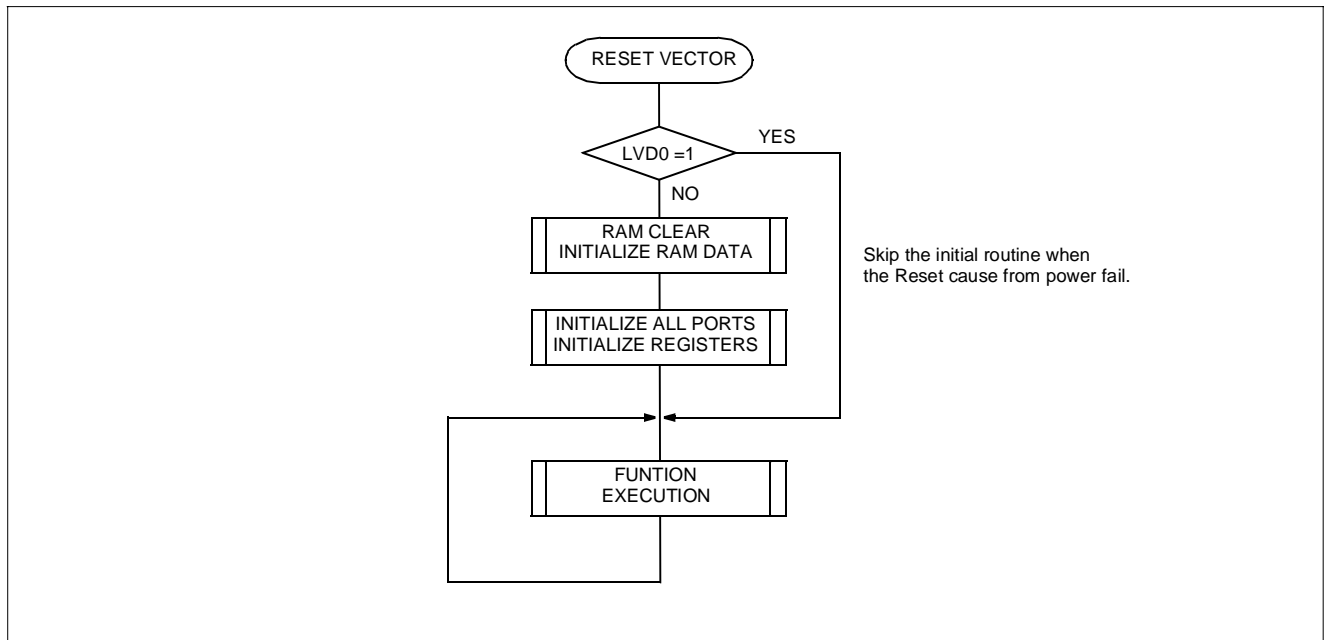 RESET VECTOR
YES
LVD0 =1
NO
RAM CLEAR
INITIALIZE RAM DATA
Skip the initial routine when
the Reset cause from power fail.
INITIALIZE ALL PORTS
INITIALIZE REGISTERS
FUNTION
EXECUTION